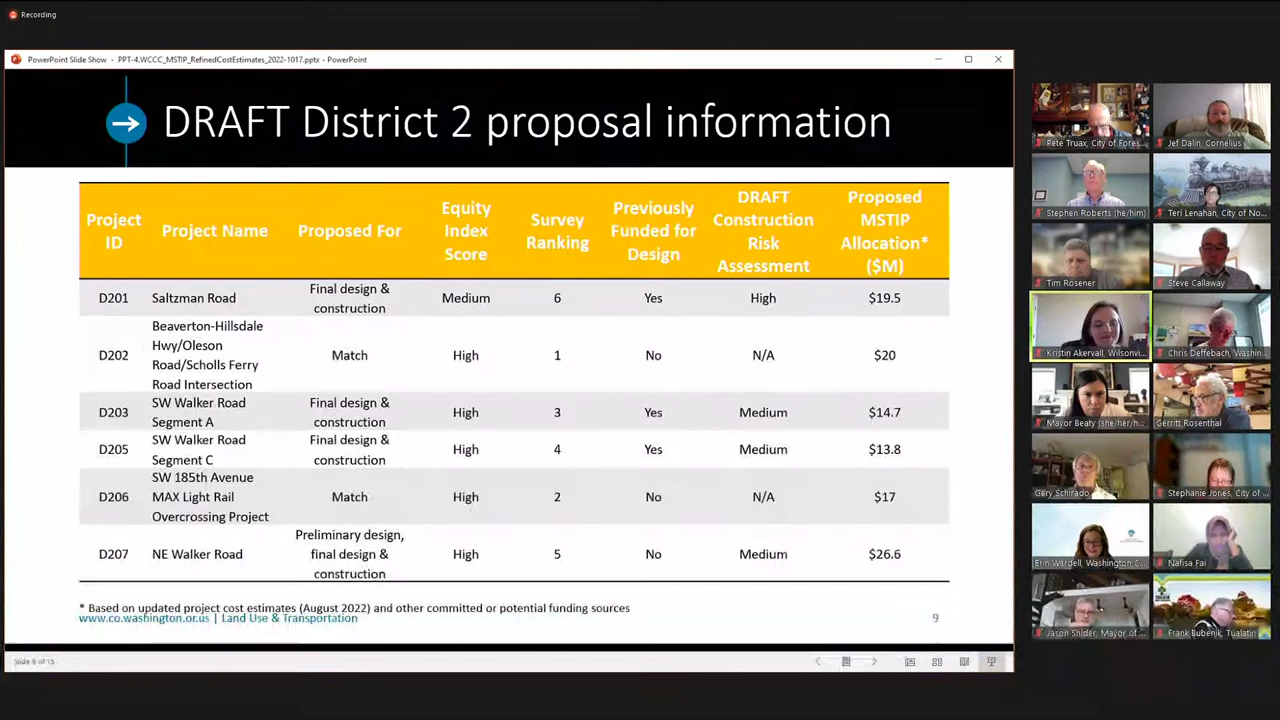 Recording
PowerPoint Slide Show - PPT-4.WCCC_MSTIP_RefinedCostEstimates_2022-1017.pptx - PowerPoint
DRAFT District 2 proposal information
Project ID
Project Name
Proposed For
Equity Index Score
Survey Ranking
Previously Funded for Design
DRAFT Construction Risk Assessment
Proposed MSTIP Allocation* ($M)
D201 Saltzman Road Final design & construction Medium 6 Yes High $19.5
D202 Beaverton-Hillsdale Hwy/Oleson Road/Scholls Ferry Road Intersection Match High 1 No N/A $20
D203 SW Walker Road Segment A Final design & construction High 3 Yes Medium $14.7
D205 SW Walker Road Segment C Final design & construction High 4 Yes Medium $13.8
D206 SW 185th Avenue MAX Light Rail Overcrossing Project Match High 2 No N/A $17
D207 NE Walker Road Preliminary design, final design & construction High 5 No Medium $26.6
* Based on updated project cost estimates (August 2022) and other committed or potential funding sources
www.co.washington.or.us | Land Use & Transportation
9
Slide 9 of 15
Pete Truax, City of Fores...
Jef Dalin, Cornelius
Stephen Roberts (he/him)
Teri Lenahan, City of No...
Tim Rosener
Steve Callaway
Kristin Akervall, Wilsonvi...
Chris Deffebach, Washin...
Mayor Beaty (she/her/h...
Gerritt Rosenthal
Gery Schirado
Stephanie Jones, City of ...
Erin Wardell, Washington C...
Nafisa Fai
Jason Snider, Mayor of ...
Frank Bubenik, Tualatin